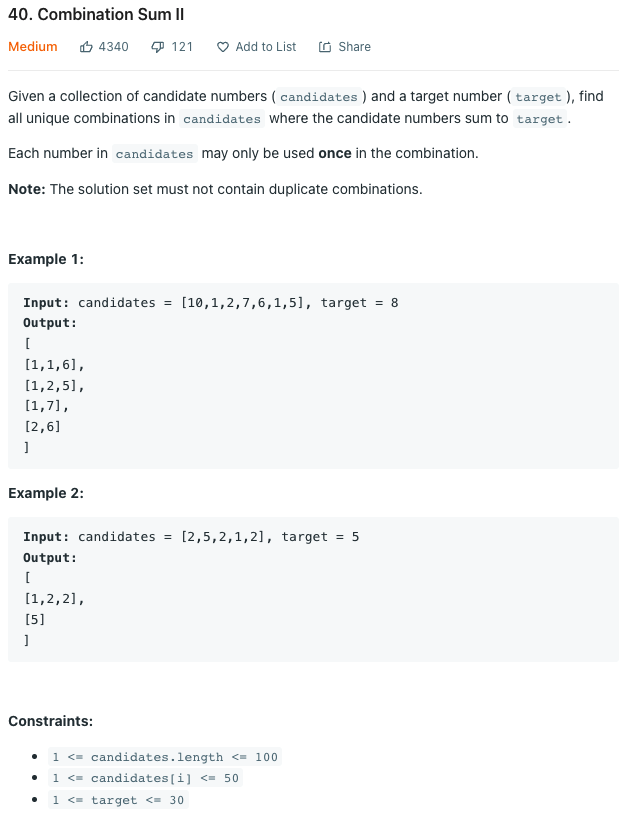 40. Combination Sum II
Medium 4340 121 Add to List Share
Given a collection of candidate numbers ( candidates ) and a target number ( target ), find
all unique combinations in candidates where the candidate numbers sum to target .
Each number in candidates may only be used once in the combination.
Note: The solution set must not contain duplicate combinations.
Example 1:
Input: candidates = [10,1,2,7,6,1,5], target = 8
Output:
[
[1,1,6],
[1,2,5],
[1,7],
[2,6]
]
Example 2:
Input: candidates = [2,5,2,1,2], target = 5
Output:
[
[1,2,2],
[5]
]
Constraints:
• 1 <= candidates.length <= 100
• 1 <= candidates[i] <= 50
• 1 <= target <= 30